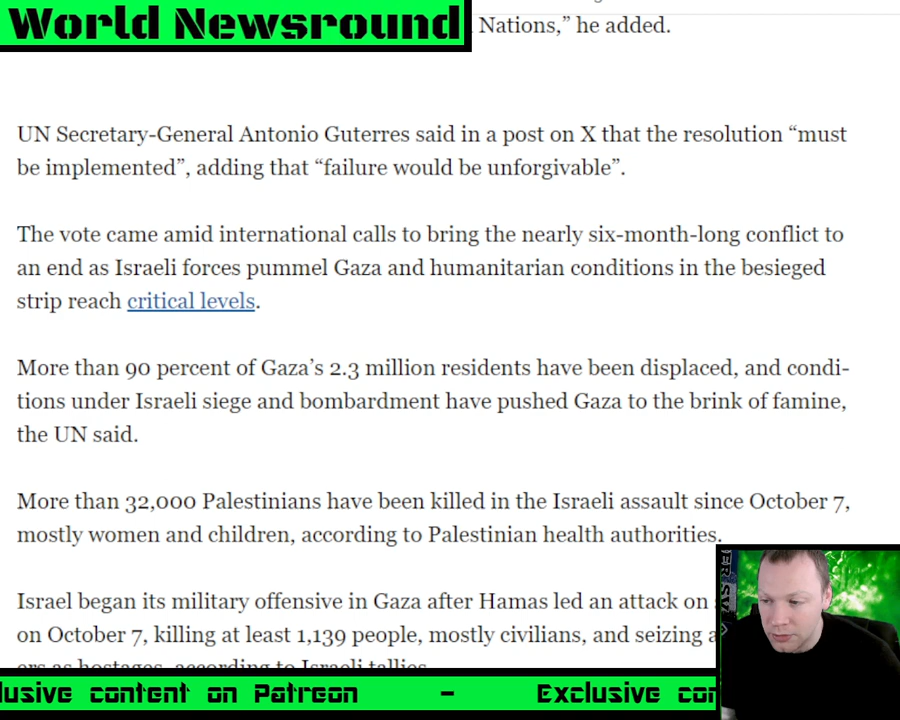 World Newsround
Nations,” he added.
UN Secretary-General Antonio Guterres said in a post on X that the resolution “must
be implemented”, adding that “failure would be unforgivable”.
The vote came amid international calls to bring the nearly six-month-long conflict to
an end as Israeli forces pummel Gaza and humanitarian conditions in the besieged
strip reach critical levels.
More than 90 percent of Gaza’s 2.3 million residents have been displaced, and condi-
tions under Israeli siege and bombardment have pushed Gaza to the brink of famine,
the UN said.
More than 32,000 Palestinians have been killed in the Israeli assault since October 7,
mostly women and children, according to Palestinian health authorities.
Israel began its military offensive in Gaza after Hamas led an attack on
on October 7, killing at least 1,139 people, mostly civilians, and seizing
ers as hostages, according to Israeli tallies.
lusive content on Patreon - Exclusive con